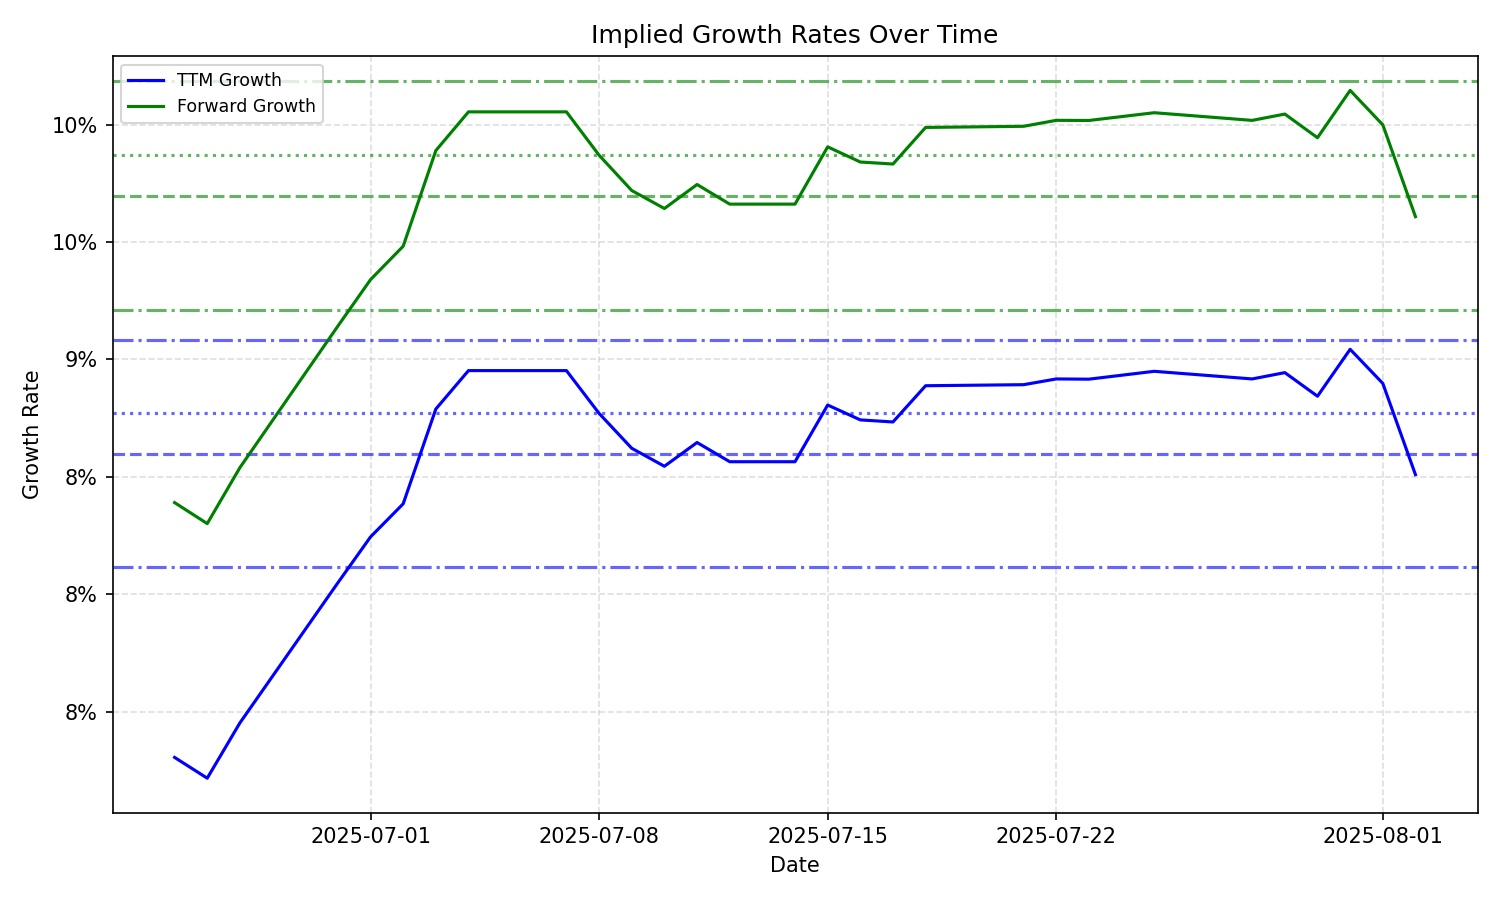 Implied Growth Rates Over Time
TTM Growth
Forward Growth
10%
10%
9%
8%
8%
8%
Growth Rate
2025-07-01
2025-07-08
2025-07-15
2025-07-22
2025-08-01
Date